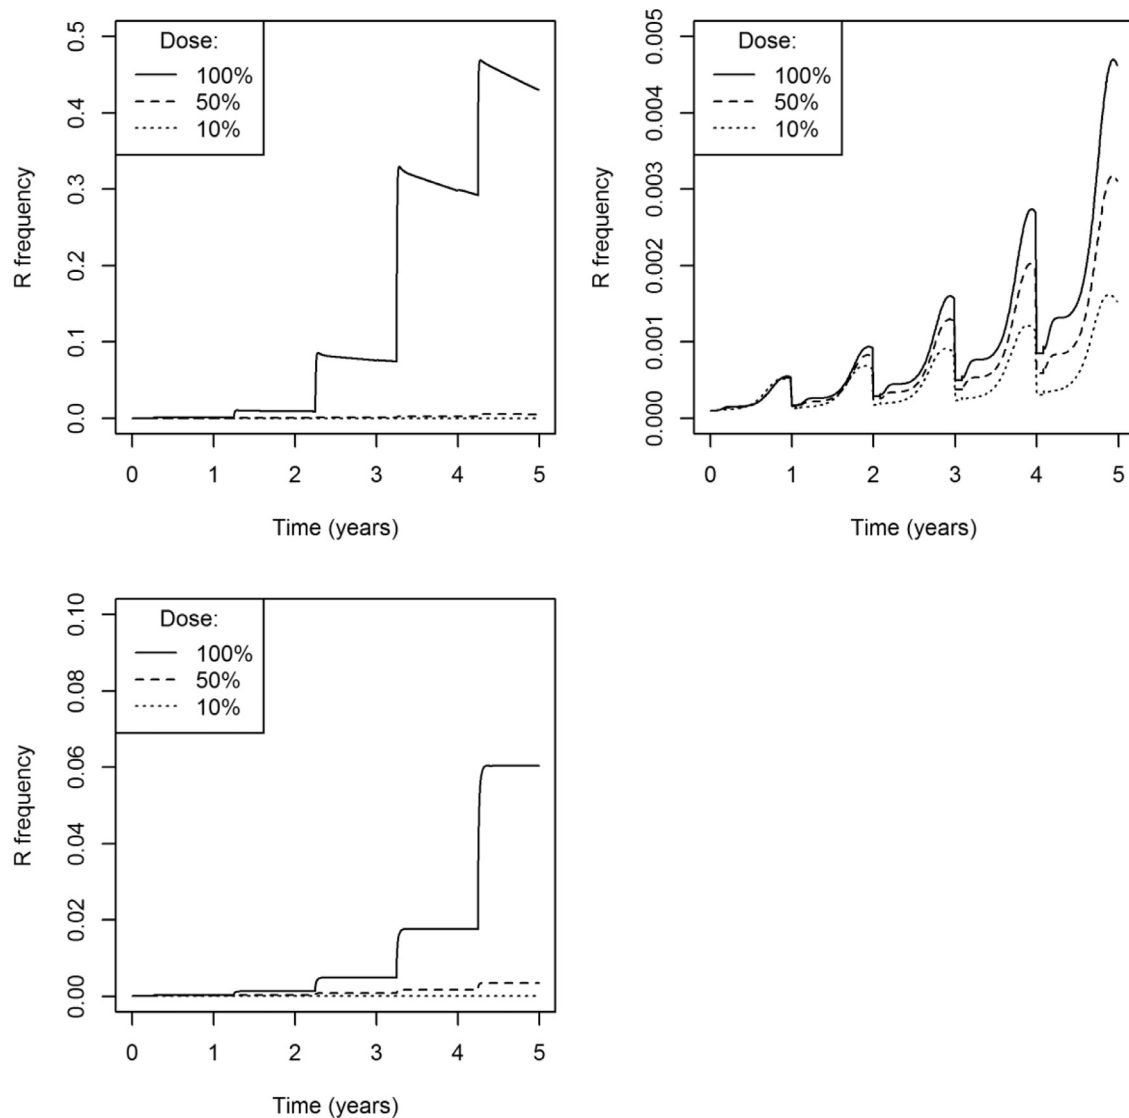 Dose:
100%
50%
10%
0.5
0.4
0.3
0.2
0.1
0.0
R frequency
0 1 2 3 4 5
Time (years)
Dose:
100%
50%
10%
0.005
0.004
0.003
0.002
0.001
0.000
R frequency
0 1 2 3 4 5
Time (years)
Dose:
100%
50%
10%
0.10
0.08
0.06
0.04
0.02
0.00
R frequency
0 1 2 3 4 5
Time (years)